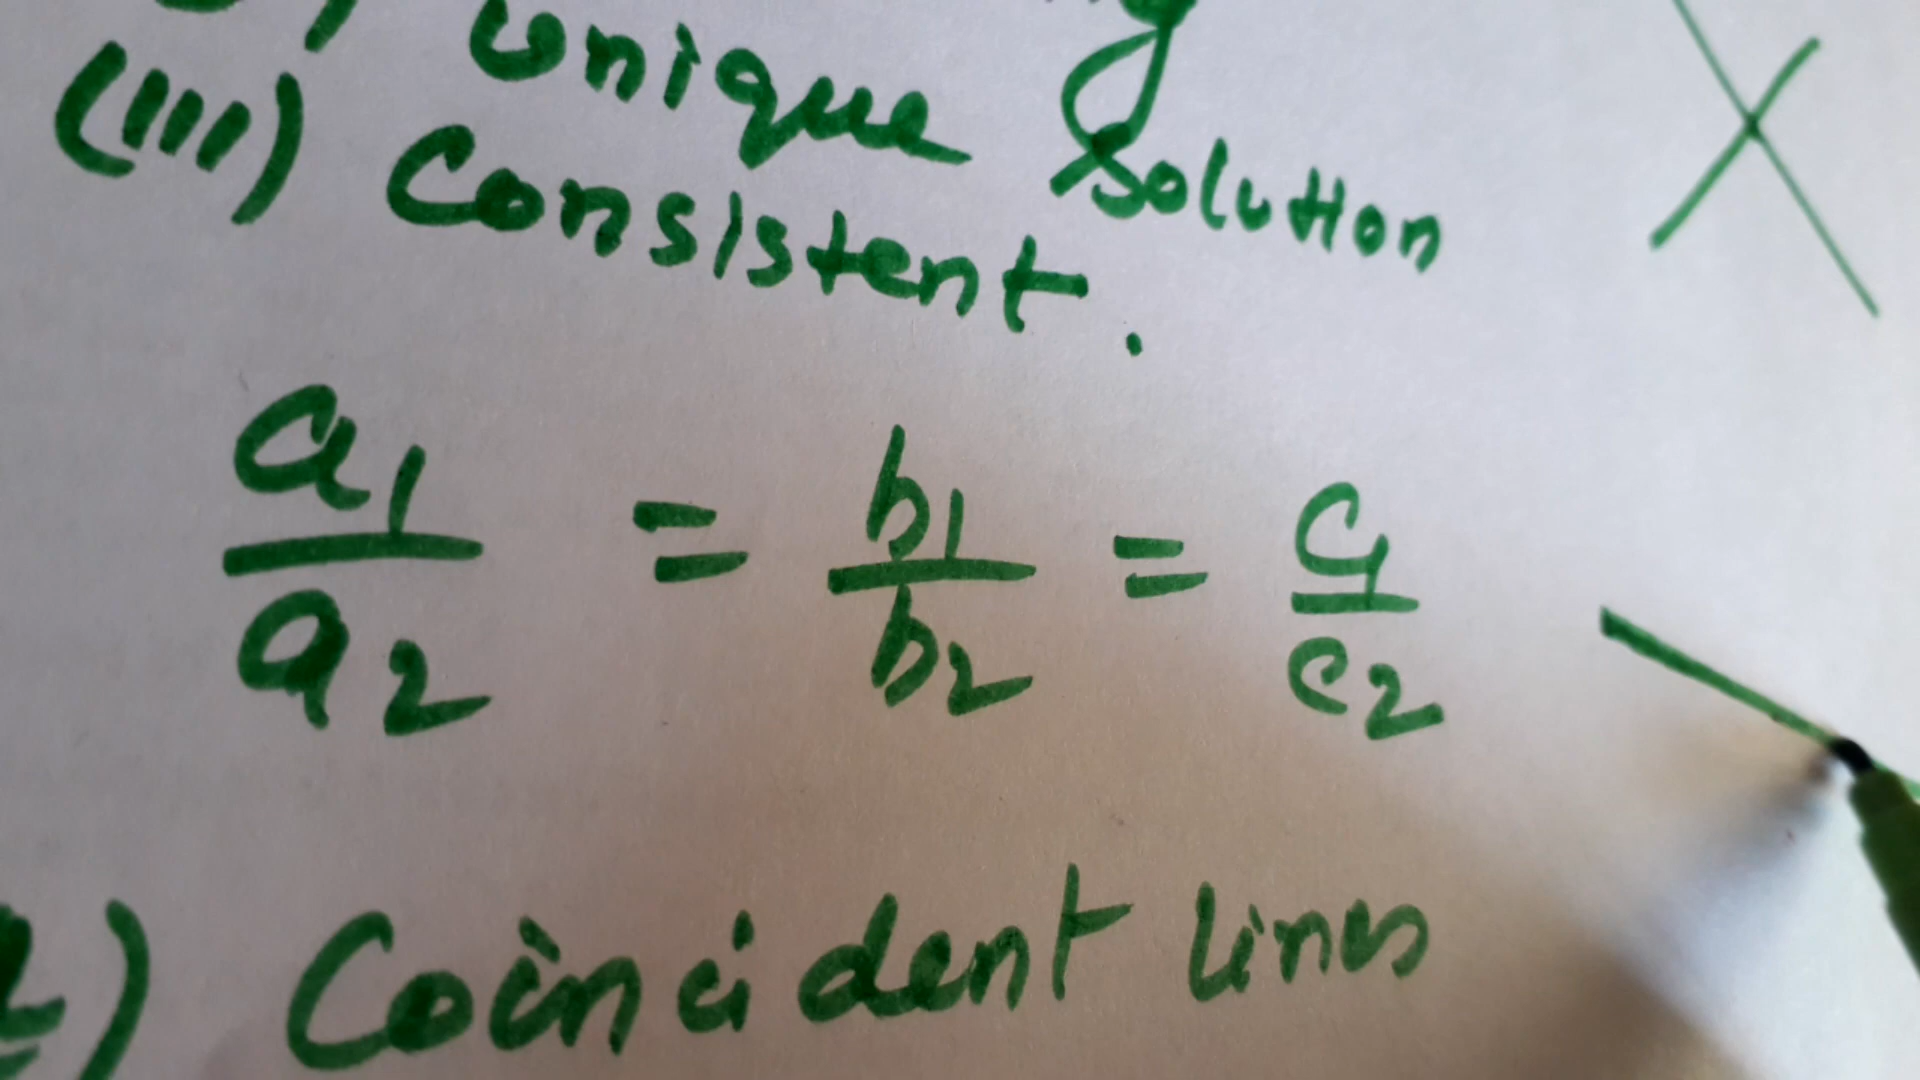 Unique Solution
(III) Consistent.
a1/a2 = b1/b2 = c1/c2
) Coincident lines